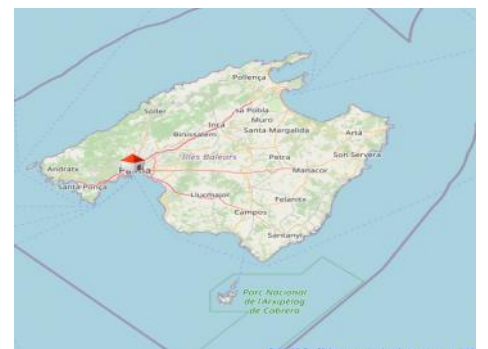 Pollença
Sóller
sa Pobla
Muro
Inca
Santa-Margalida
Binissalem
Artà
Illes Balears
Petra
Son Servera
Andratx
Palma
Manacor
Santa Ponça
Llucmajor
Felanitx
Campos
Santanyí
Parc Nacional
de l'Arxipèlag
de Cabrera